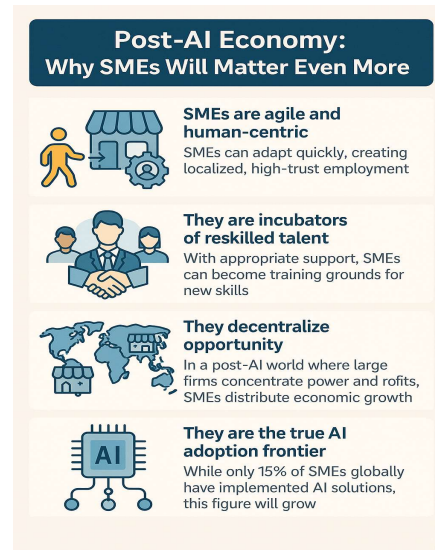 Post-AI Economy:
Why SMEs Will Matter Even More
SMEs are agile and
human-centric
SMEs can adapt quickly, creating
localized, high-trust employment
They are incubators
of reskilled talent
With appropriate support, SMEs
can become training grounds for
new skills
They decentralize
opportunity
In a post-AI world where large
firms concentrate power and rofits,
SMEs distribute economic growth
AI
They are the true AI
adoption frontier
While only 15% of SMEs globally
have implemented AI solutions,
this figure will grow